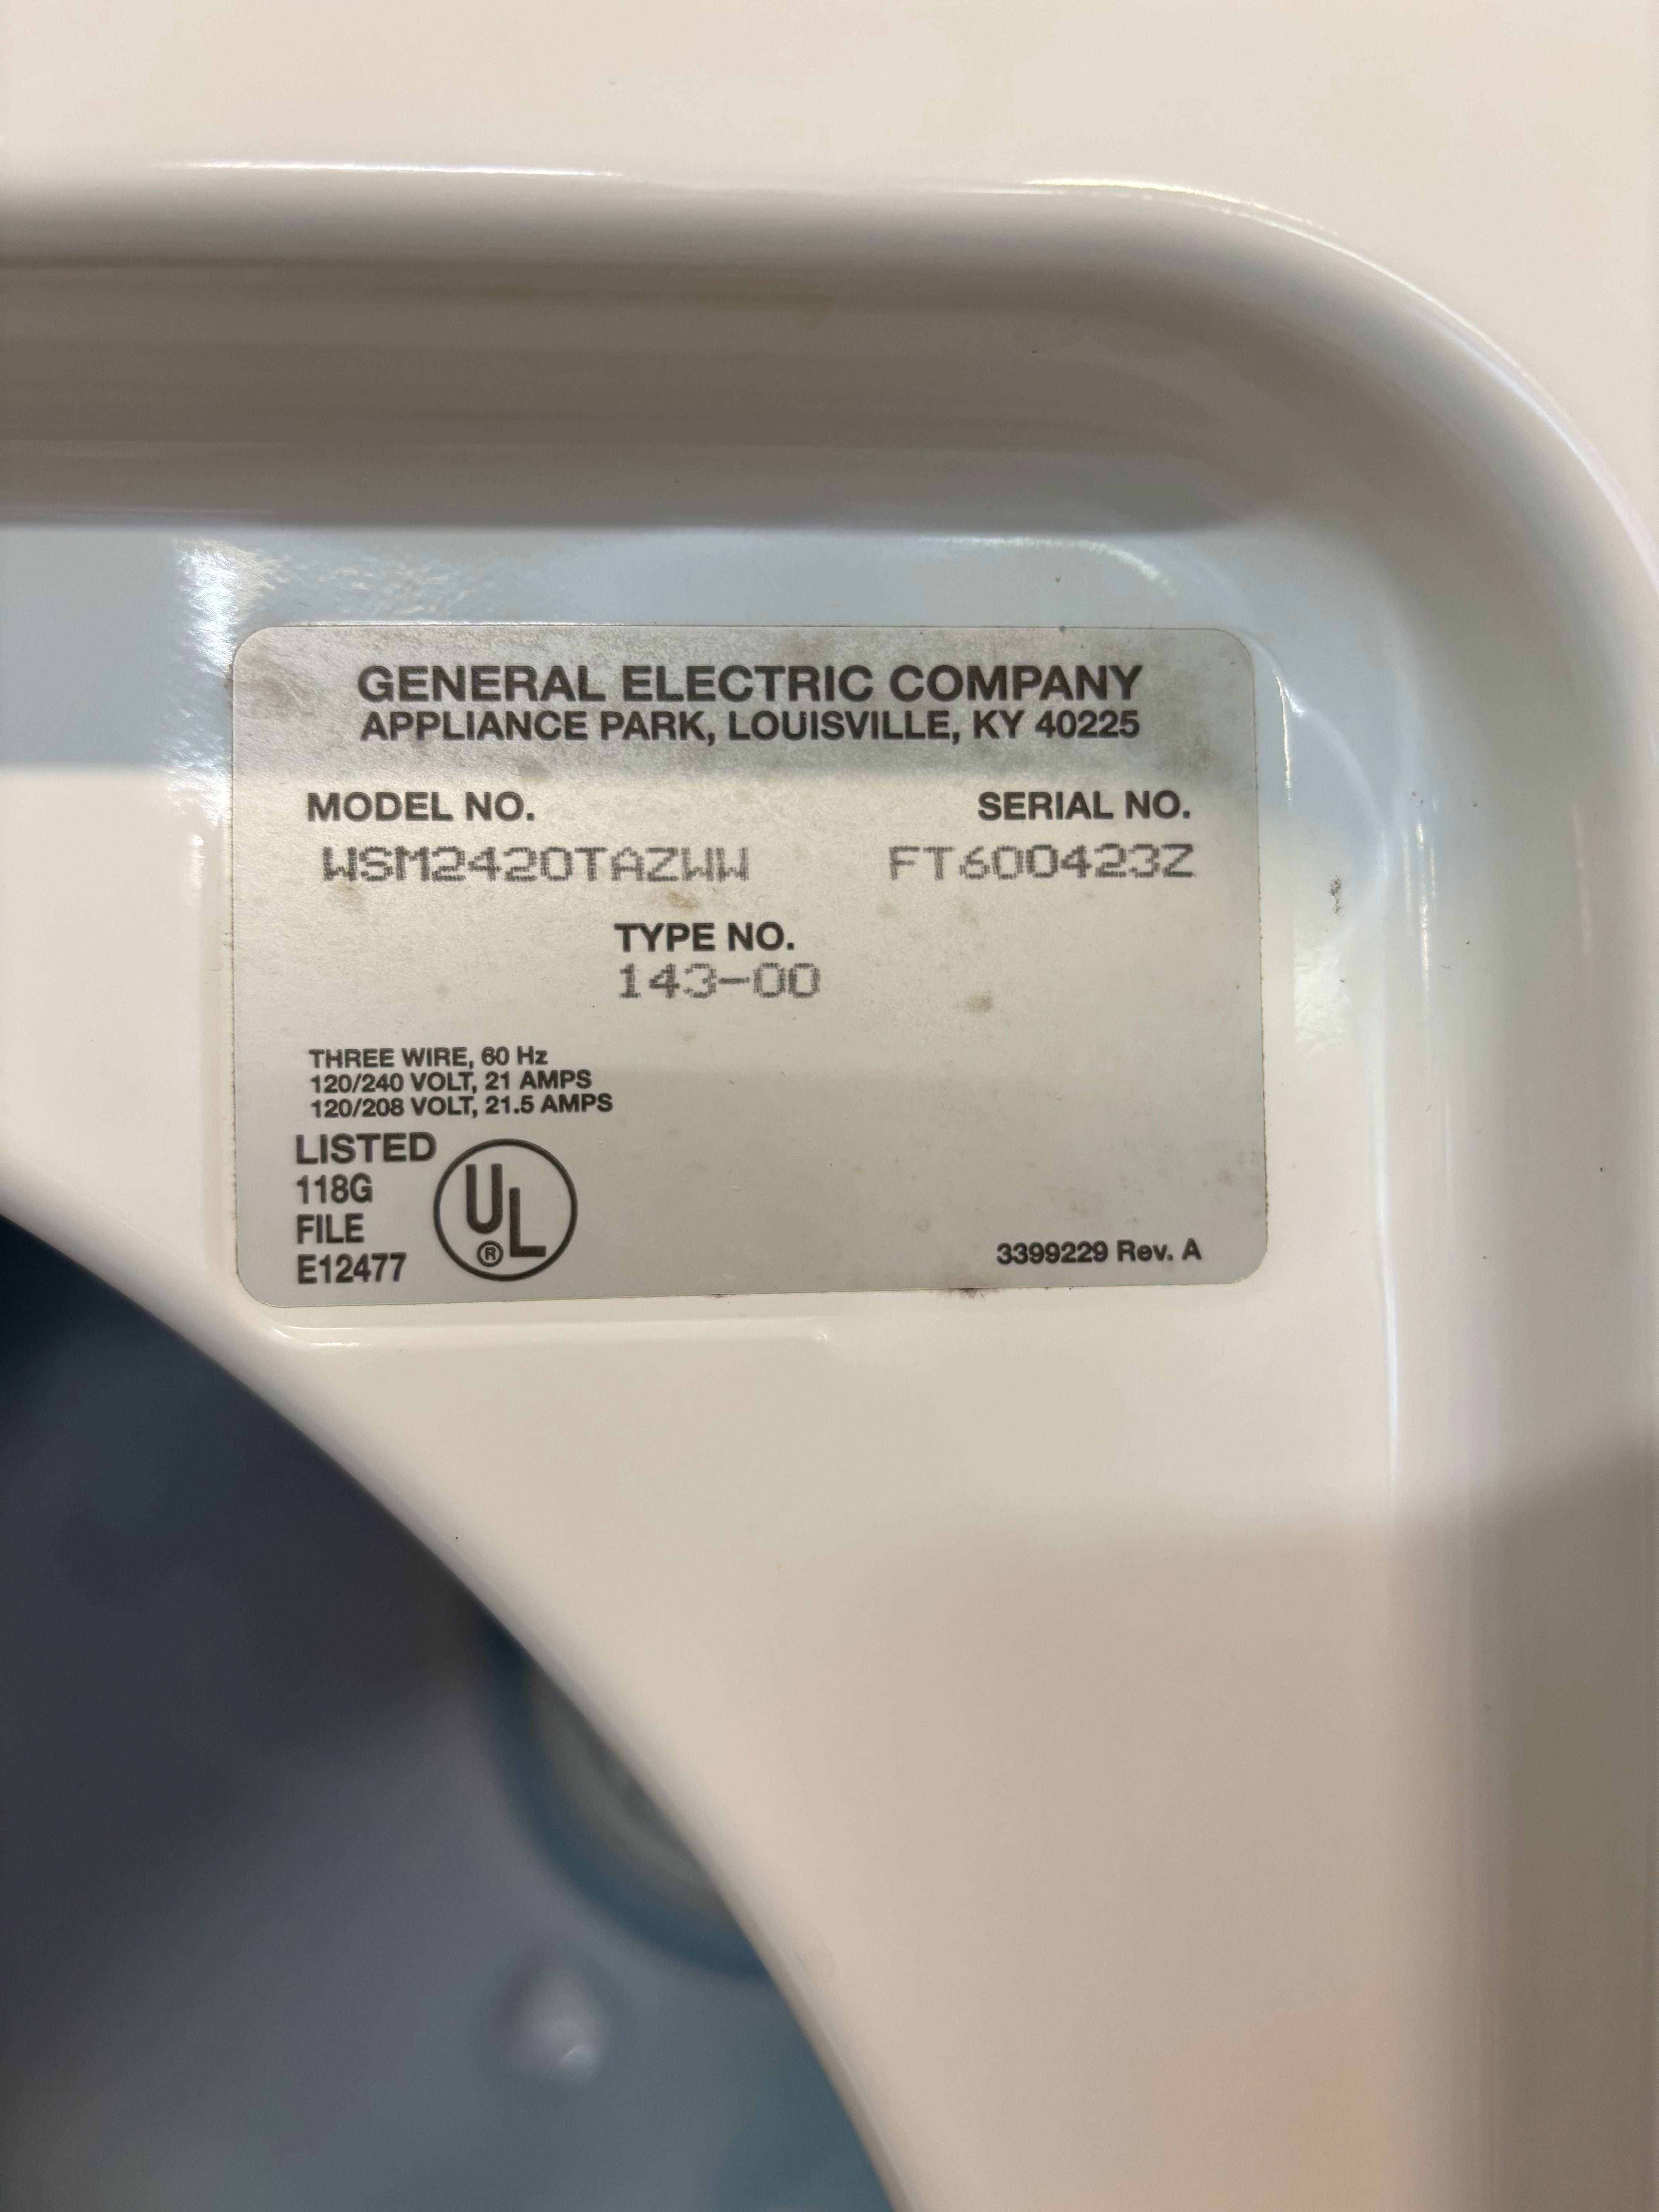 GENERAL ELECTRIC COMPANY
APPLIANCE PARK, LOUISVILLE, KY 40225
MODEL NO. SERIAL NO.
WSM2420TAZWW FT600423Z
TYPE NO.
143-00
THREE WIRE, 60 Hz
120/240 VOLT, 21 AMPS
120/208 VOLT, 21.5 AMPS
LISTED
118G
FILE
E12477
UL ®
3399229 Rev. A